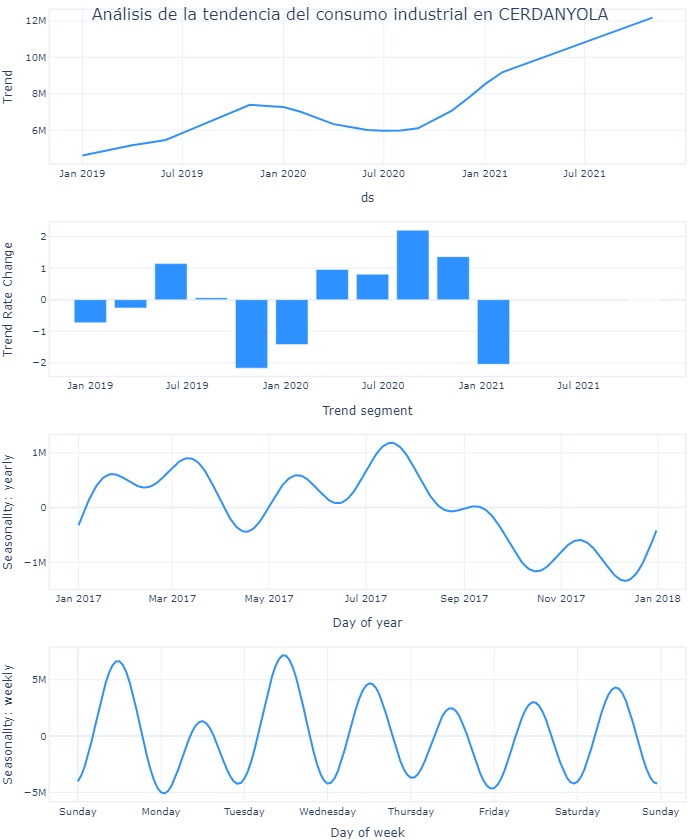 Análisis de la tendencia del consumo industrial en CERDANYOLA
12M
10M
8M
6M
Trend
Jan 2019 Jul 2019 Jan 2020 Jul 2020 Jan 2021 Jul 2021
ds
2
1
0
−1
−2
Trend Rate Change
Jan 2019 Jul 2019 Jan 2020 Jul 2020 Jan 2021 Jul 2021
Trend segment
1M
0
−1M
Seasonality: yearly
Jan 2017 Mar 2017 May 2017 Jul 2017 Sep 2017 Nov 2017 Jan 2018
Day of year
5M
0
−5M
Seasonality: weekly
Sunday Monday Tuesday Wednesday Thursday Friday Saturday Sunday
Day of week